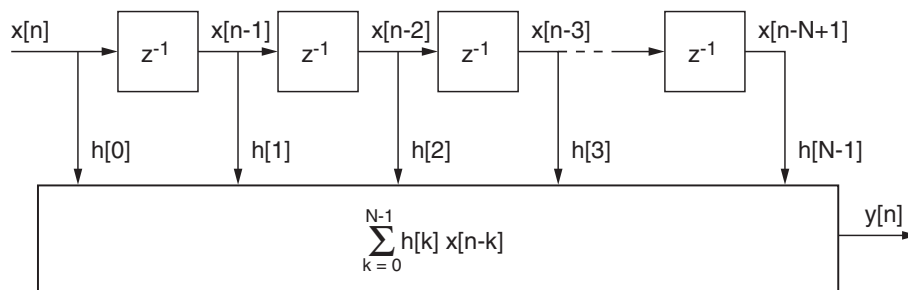 x[n] x[n-1] x[n-2] x[n-3] x[n-N+1]
z-1 z-1 z-1 z-1
h[0] h[1] h[2] h[3] h[N-1]
y[n]
N-1
∑ h[k] x[n-k]
k = 0